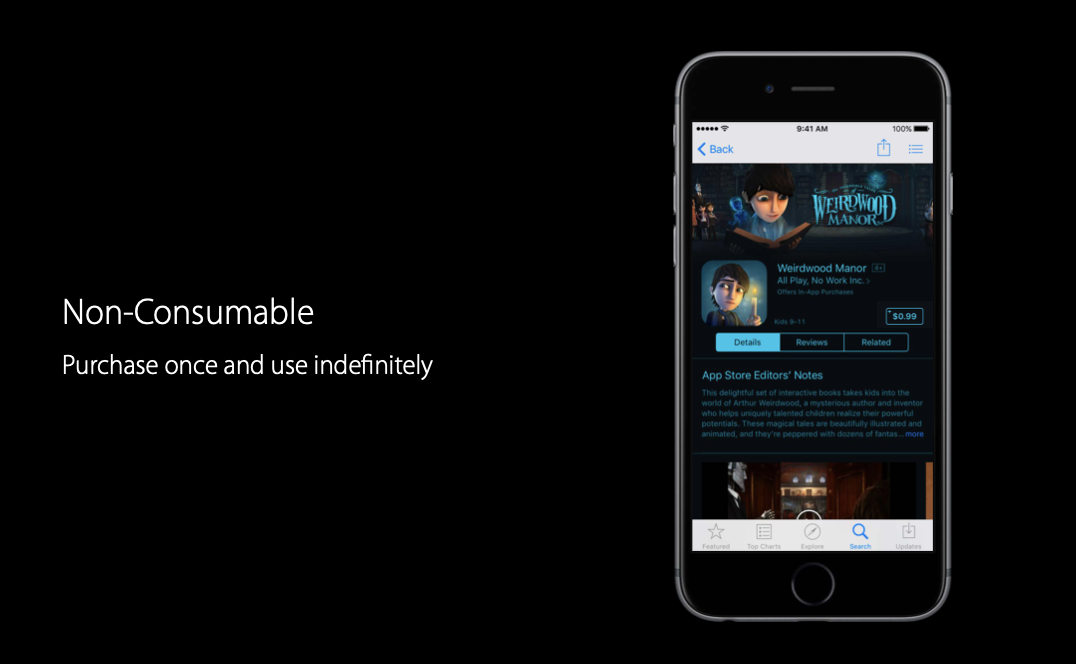 Non-Consumable
Purchase once and use indefinitely
9:41 AM
100%
Back
WEIRDWOOD
MANOR
Weirdwood Manor 4+
All Play, No Work Inc. >
Offers In-App Purchases
Kids 9–11
+ $0.99
Details Reviews Related
App Store Editors' Notes
This delightful set of interactive books takes kids into the
world of Arthur Weirdwood, a mysterious author and inventor
who helps uniquely talented children realize their powerful
potentials. These magical tales are beautifully illustrated and
animated, and they're peppered with dozens of fantas... more
Featured Top Charts Explore Search Updates